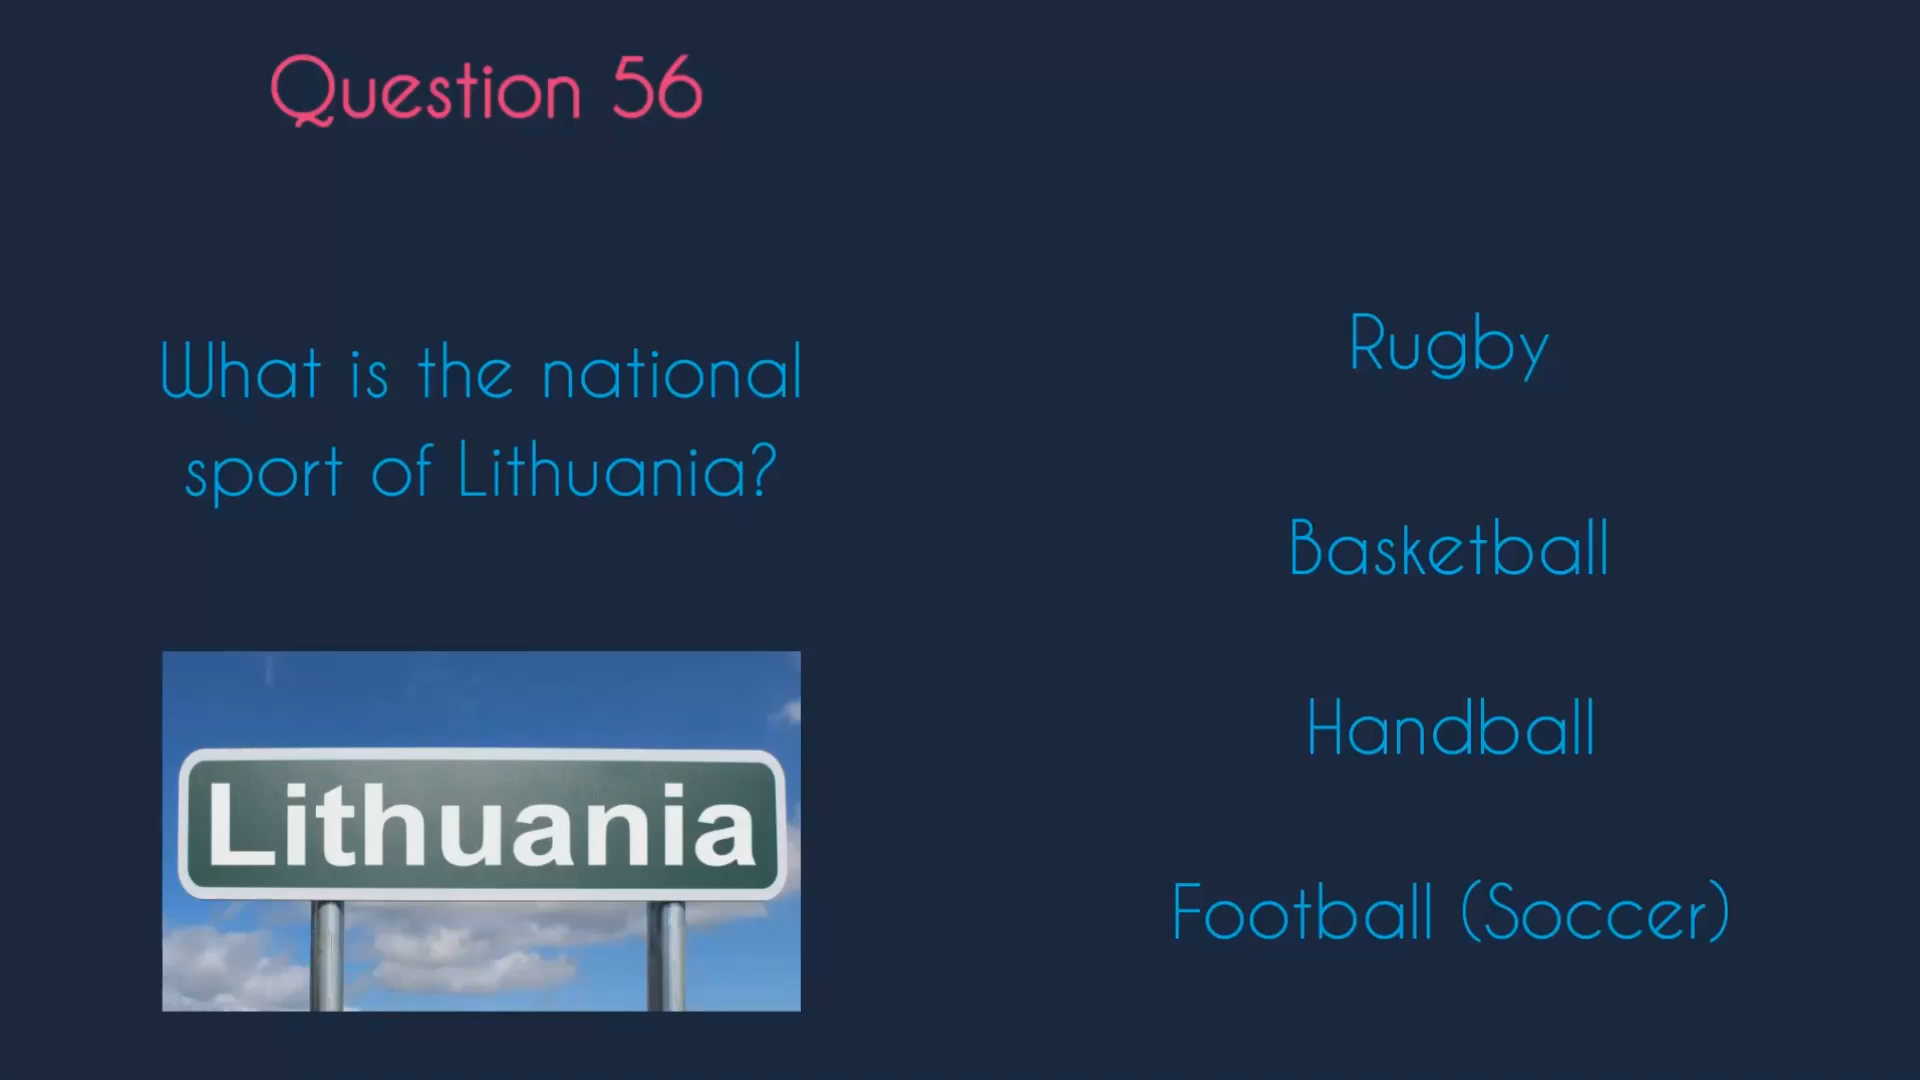 Question 56
What is the national
sport of Lithuania?
Lithuania
Rugby
Basketball
Handball
Football (Soccer)